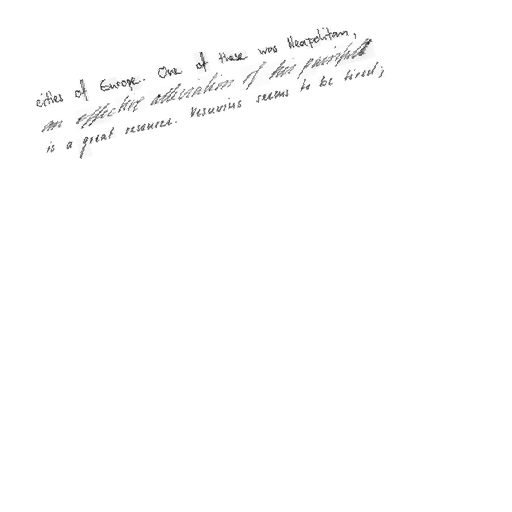 cities of Europe. One of these was Neapolitan,
an effective alleviation of his painful
is a great resource. Vesuvius seems to be tired;